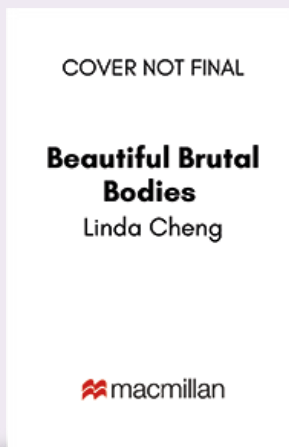 COVER NOT FINAL
Beautiful Brutal
Bodies
Linda Cheng
macmillan